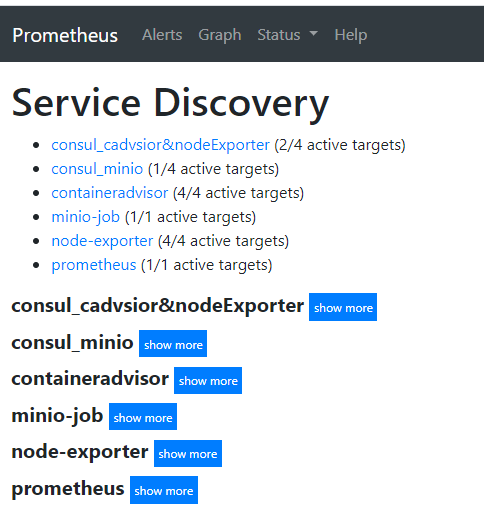 Prometheus Alerts Graph Status Help
Service Discovery
consul_cadvsior&nodeExporter (2/4 active targets)
consul_minio (1/4 active targets)
containeradvisor (4/4 active targets)
minio-job (1/1 active targets)
node-exporter (4/4 active targets)
prometheus (1/1 active targets)
consul_cadvsior&nodeExporter show more
consul_minio show more
containeradvisor show more
minio-job show more
node-exporter show more
prometheus show more